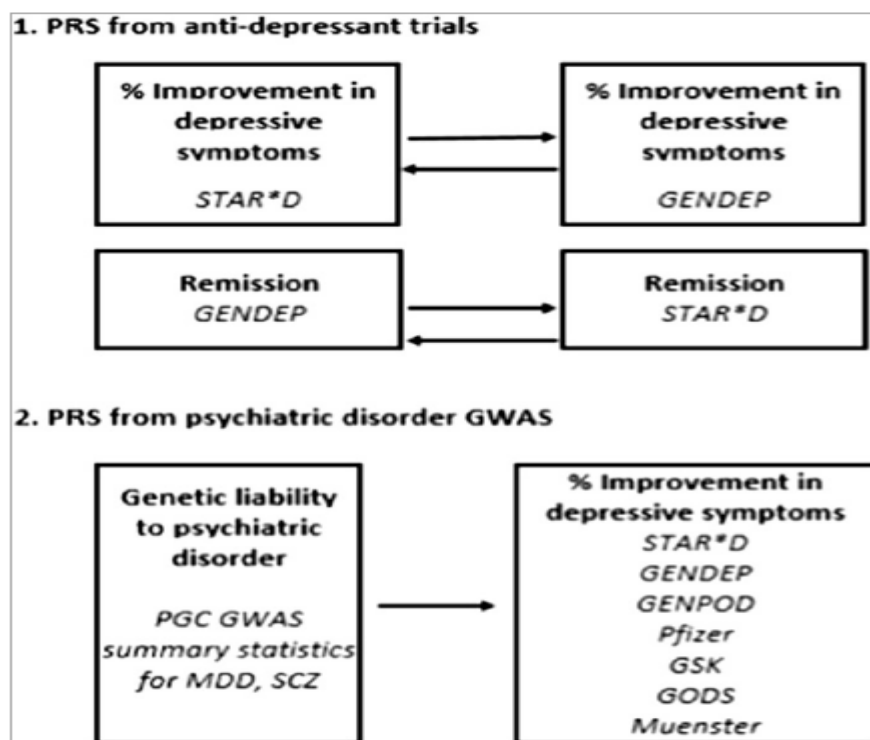 1. PRS from anti-depressant trials
% Improvement in
depressive
symptoms
STAR*D
% Improvement in
depressive
symptoms
GENDEP
Remission
GENDEP
Remission
STAR*D
2. PRS from psychiatric disorder GWAS
Genetic liability
to psychiatric
disorder
PGC GWAS
summary statistics
for MDD, SCZ
% Improvement in
depressive symptoms
STAR*D
GENDEP
GENPOD
Pfizer
GSK
GODS
Muenster